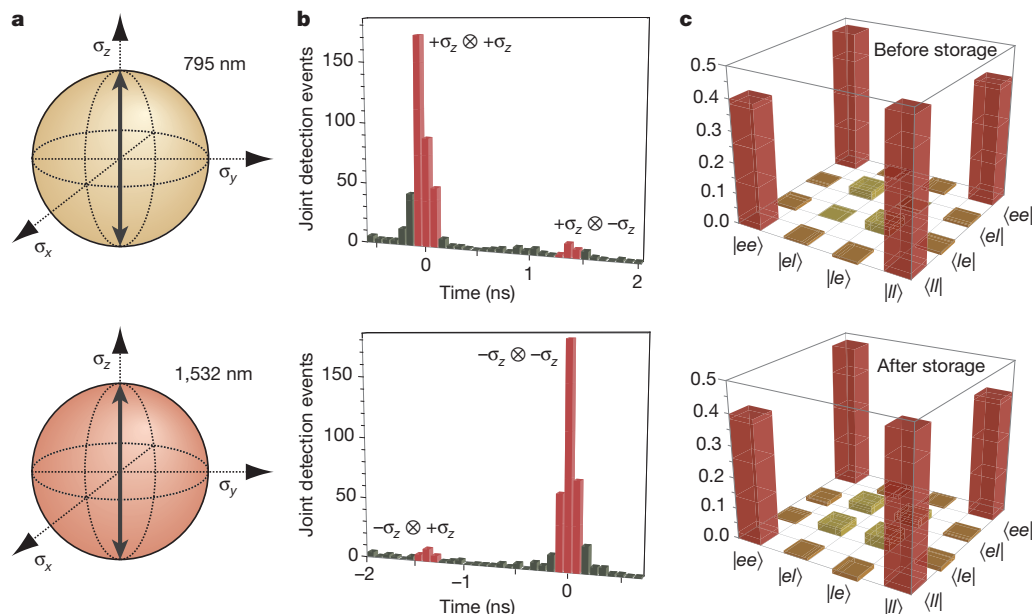 a
σz
795 nm
σy
σx
σz
1,532 nm
σy
σx
b
Joint detection events
150
100
50
0
+σz ⊗ +σz
+σz ⊗ −σz
0
1
2
Time (ns)
Joint detection events
150
100
50
0
−σz ⊗ −σz
−σz ⊗ +σz
−2
−1
0
Time (ns)
c
Before storage
0.5
0.4
0.3
0.2
0.1
0.0
|ee⟩
|el⟩
|le⟩
|ll⟩
⟨ll|
⟨le|
⟨el|
⟨ee|
After storage
0.5
0.4
0.3
0.2
0.1
0.0
|ee⟩
|el⟩
|le⟩
|ll⟩
⟨ll|
⟨le|
⟨el|
⟨ee|